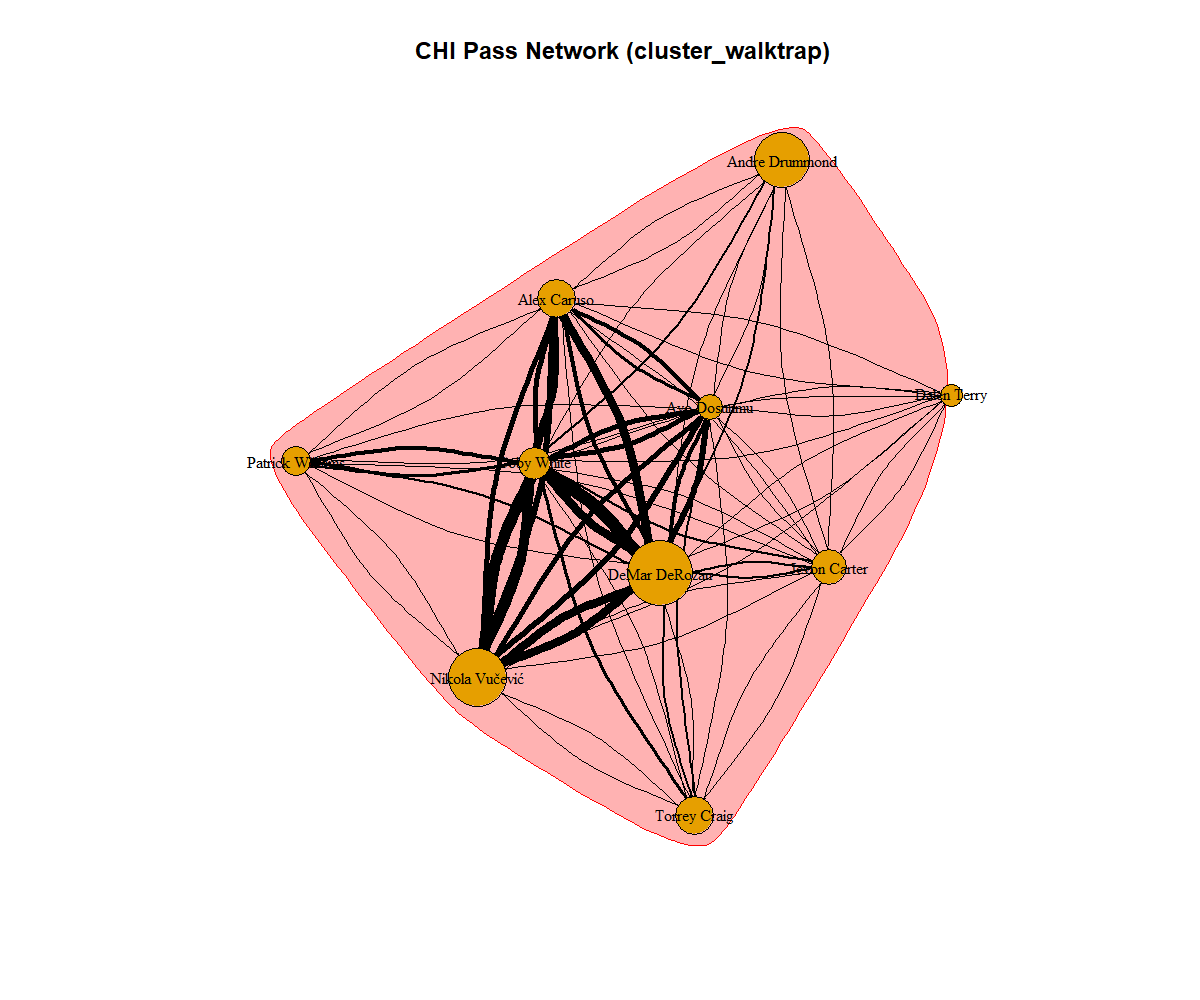 CHI Pass Network (cluster_walktrap)
Andre Drummond
Alex Caruso
Dalen Terry
Ayo Dosunmu
Patrick Williams
Coby White
Jevon Carter
DeMar DeRozan
Nikola Vučević
Torrey Craig